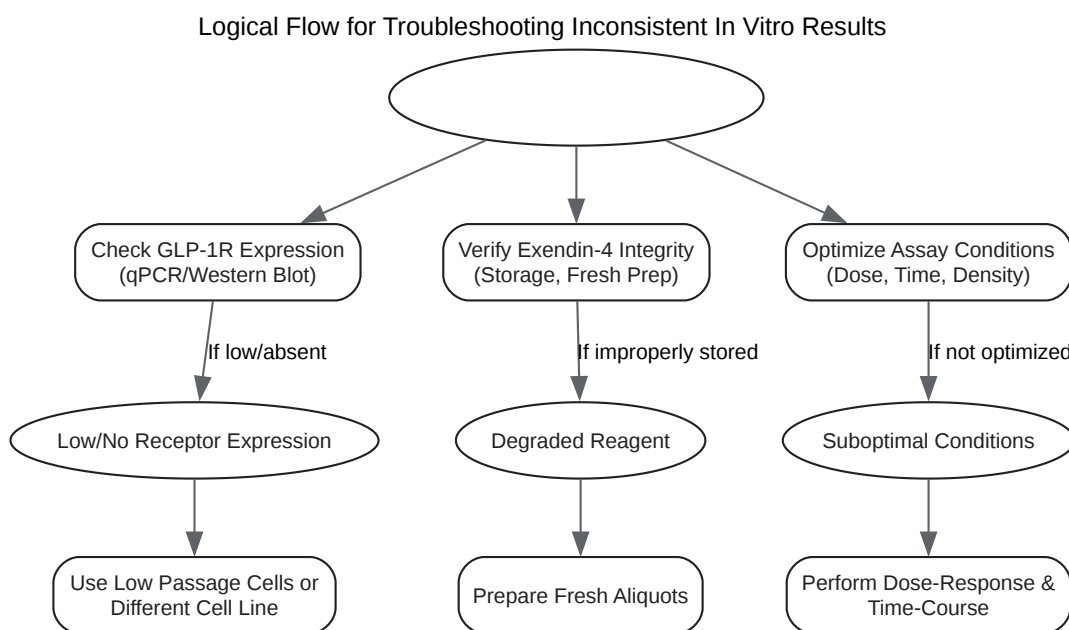 Logical Flow for Troubleshooting Inconsistent In Vitro Results
Check GLP-1R Expression
(qPCR/Western Blot)
Verify Exendin-4 Integrity
(Storage, Fresh Prep)
Optimize Assay Conditions
(Dose, Time, Density)
If low/absent
If improperly stored
If not optimized
Low/No Receptor Expression
Degraded Reagent
Suboptimal Conditions
Use Low Passage Cells or
Different Cell Line
Prepare Fresh Aliquots
Perform Dose-Response &
Time-Course